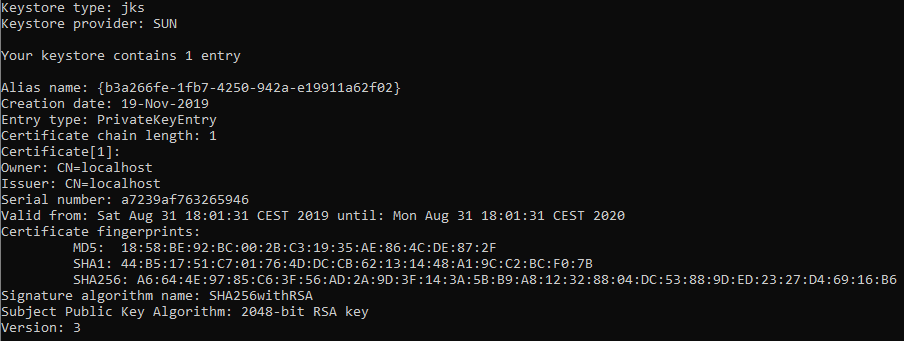 Keystore type: jks
Keystore provider: SUN
Your keystore contains 1 entry
Alias name: {b3a266fe-1fb7-4250-942a-e19911a62f02}
Creation date: 19-Nov-2019
Entry type: PrivateKeyEntry
Certificate chain length: 1
Certificate[1]:
Owner: CN=localhost
Issuer: CN=localhost
Serial number: a7239af763265946
Valid from: Sat Aug 31 18:01:31 CEST 2019 until: Mon Aug 31 18:01:31 CEST 2020
Certificate fingerprints:
MD5: 18:58:BE:92:BC:00:2B:C3:19:35:AE:86:4C:DE:87:2F
SHA1: 44:B5:17:51:C7:01:76:4D:DC:CB:62:13:14:48:A1:9C:C2:BC:F0:7B
SHA256: A6:64:4E:97:85:C6:3F:56:AD:2A:9D:3F:14:3A:5B:B9:A8:12:32:88:04:DC:53:88:9D:ED:23:27:D4:69:16:B6
Signature algorithm name: SHA256withRSA
Subject Public Key Algorithm: 2048-bit RSA key
Version: 3